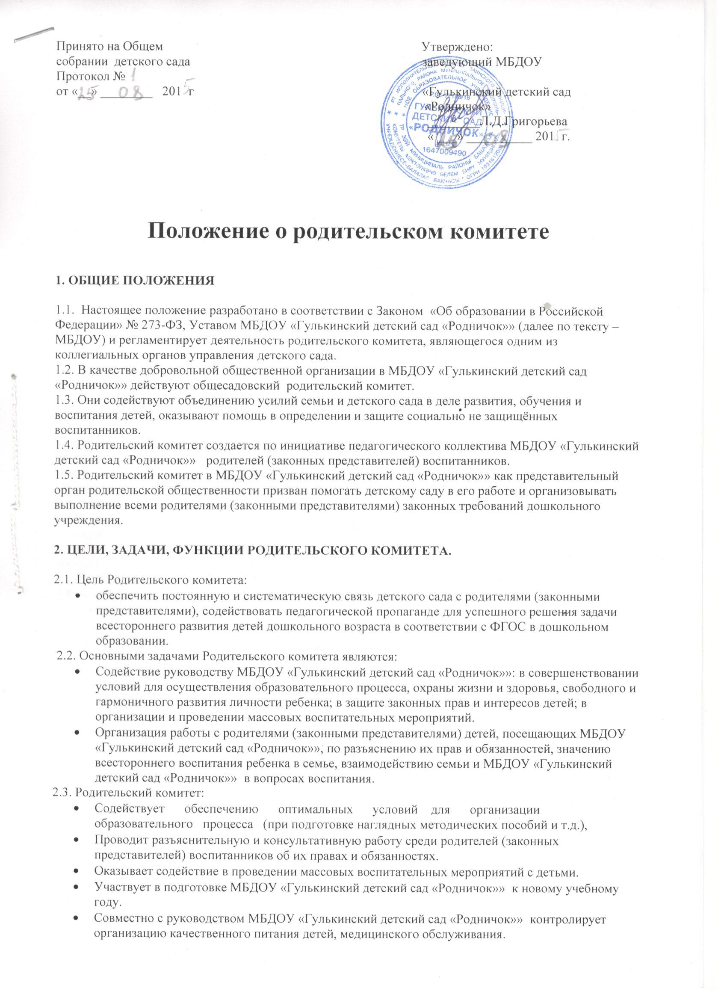 Принято на Общем
собрании детского сада
Протокол № 1
от «25» 08 2015 г
Утверждено:
заведующий МБДОУ
«Гулькинский детский сад
«Родничок»
Л.Д.Григорьева
«25» 08 2015 г.
ГУЛЬКИНСКИЙ
ДЕТСКИЙ САД
«РОДНИЧОК»
ИНН
1647009490
Положение о родительском комитете
1. ОБЩИЕ ПОЛОЖЕНИЯ
1.1. Настоящее положение разработано в соответствии с Законом «Об образовании в Российской
Федерации» № 273-ФЗ, Уставом МБДОУ «Гулькинский детский сад «Родничок»» (далее по тексту –
МБДОУ) и регламентирует деятельность родительского комитета, являющегося одним из
коллегиальных органов управления детского сада.
1.2. В качестве добровольной общественной организации в МБДОУ «Гулькинский детский сад
«Родничок»» действуют общесадовский родительский комитет.
1.3. Они содействуют объединению усилий семьи и детского сада в деле развития, обучения и
воспитания детей, оказывают помощь в определении и защите социально не защищённых
воспитанников.
1.4. Родительский комитет создается по инициативе педагогического коллектива МБДОУ «Гулькинский
детский сад «Родничок»» родителей (законных представителей) воспитанников.
1.5. Родительский комитет в МБДОУ «Гулькинский детский сад «Родничок»» как представительный
орган родительской общественности призван помогать детскому саду в его работе и организовывать
выполнение всеми родителями (законными представителями) законных требований дошкольного
учреждения.
2. ЦЕЛИ, ЗАДАЧИ, ФУНКЦИИ РОДИТЕЛЬСКОГО КОМИТЕТА.
2.1. Цель Родительского комитета:
• обеспечить постоянную и систематическую связь детского сада с родителями (законными
представителями), содействовать педагогической пропаганде для успешного решения задачи
всестороннего развития детей дошкольного возраста в соответствии с ФГОС в дошкольном
образовании.
2.2. Основными задачами Родительского комитета являются:
• Содействие руководству МБДОУ «Гулькинский детский сад «Родничок»»: в совершенствовании
условий для осуществления образовательного процесса, охраны жизни и здоровья, свободного и
гармоничного развития личности ребенка; в защите законных прав и интересов детей; в
организации и проведении массовых воспитательных мероприятий.
• Организация работы с родителями (законными представителями) детей, посещающих МБДОУ
«Гулькинский детский сад «Родничок»», по разъяснению их прав и обязанностей, значению
всестороннего воспитания ребенка в семье, взаимодействию семьи и МБДОУ «Гулькинский
детский сад «Родничок»» в вопросах воспитания.
2.3. Родительский комитет:
• Содействует обеспечению оптимальных условий для организации
образовательного процесса (при подготовке наглядных методических пособий и т.д.),
• Проводит разъяснительную и консультативную работу среди родителей (законных
представителей) воспитанников об их правах и обязанностях.
• Оказывает содействие в проведении массовых воспитательных мероприятий с детьми.
• Участвует в подготовке МБДОУ «Гулькинский детский сад «Родничок»» к новому учебному
году.
• Совместно с руководством МБДОУ «Гулькинский детский сад «Родничок»» контролирует
организацию качественного питания детей, медицинского обслуживания.